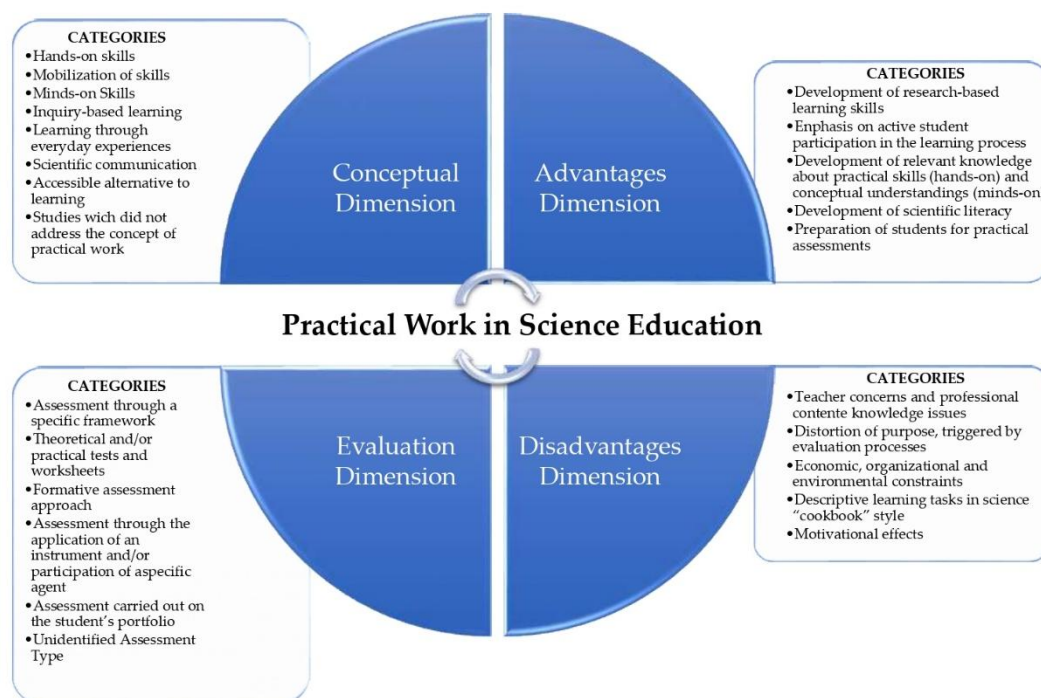 CATEGORIES
•Hands-on skills
•Mobilization of skills
•Minds-on Skills
•Inquiry-based learning
•Learning through
everyday experiences
•Scientific communication
•Accessible alternative to
learning
•Studies wich did not
address the concept of
practical work
Conceptual
Dimension
Advantages
Dimension
CATEGORIES
•Development of research-based
learning skills
•Enphasis on active student
participation in the learning process
•Development of relevant knowledge
about practical skills (hands-on) and
conceptual understandings (minds-on
•Development of scientific literacy
•Preparation of students for practical
assessments
Practical Work in Science Education
CATEGORIES
•Assessment through a
specific framework
•Theoretical and/or
practical tests and
worksheets
•Formative assessment
approach
•Assessment through the
application of an
instrument and/or
participation of aspecific
agent
•Assessment carried out on
the student's portfolio
•Unidentified Assessment
Type
Evaluation
Dimension
Disadvantages
Dimension
CATEGORIES
•Teacher concerns and professional
contente knowledge issues
•Distortion of purpose, triggered by
evaluation processes
•Economic, organizational and
environmental constraints
•Descriptive learning tasks in science
"cookbook" style
•Motivational effects